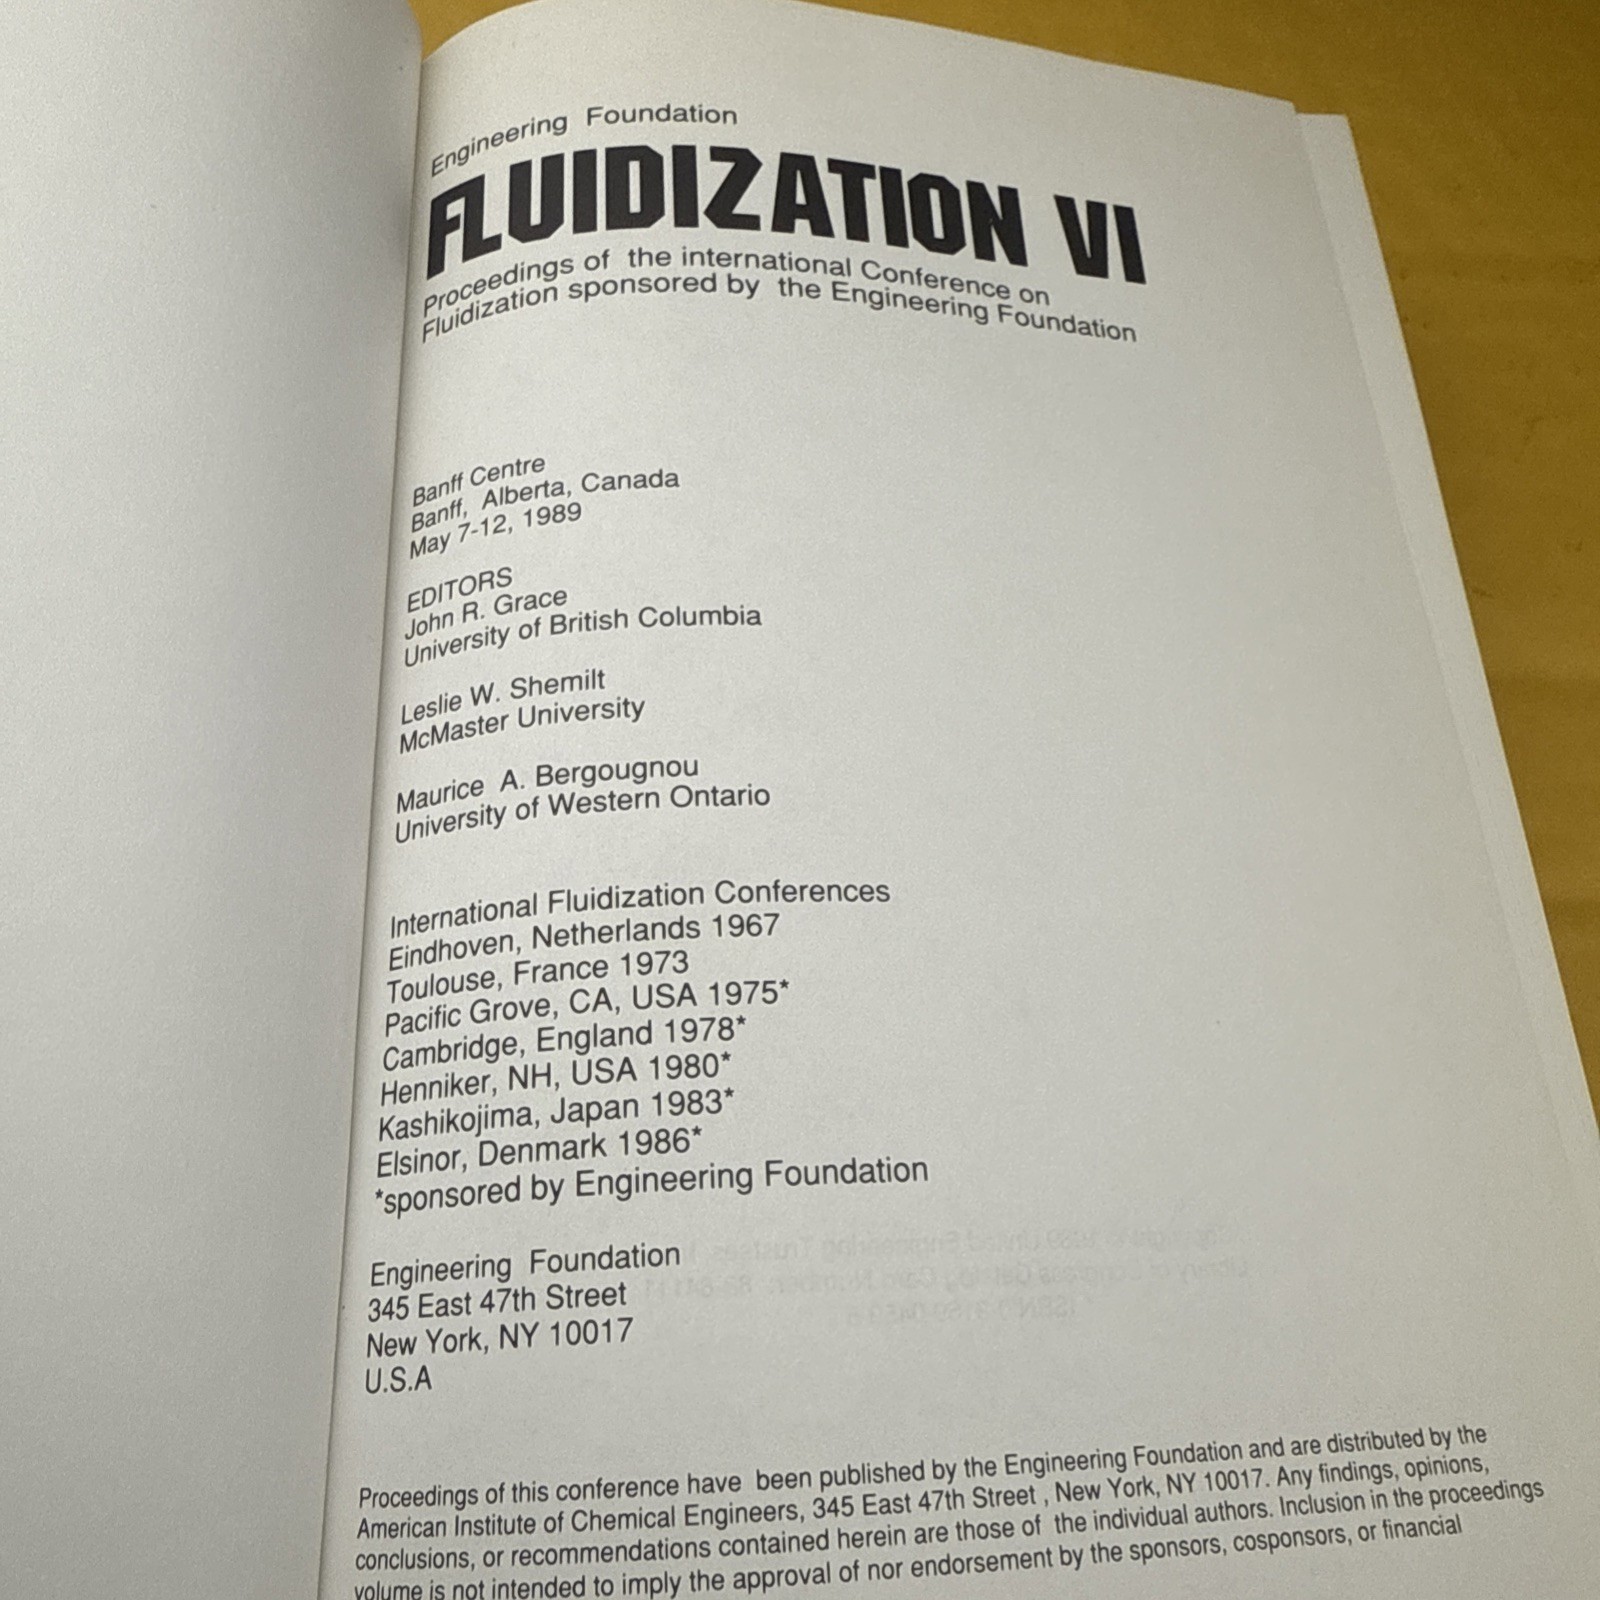 Engineering Foundation
FLUIDIZATION VI
Proceedings of the international Conference on
Fluidization sponsored by the Engineering Foundation
Banff Centre
Banff, Alberta, Canada
May 7-12, 1989
EDITORS
John R. Grace
University of British Columbia
Leslie W. Shemilt
McMaster University
Maurice A. Bergougnou
University of Western Ontario
International Fluidization Conferences
Eindhoven, Netherlands 1967
Toulouse, France 1973
Pacific Grove, CA, USA 1975*
Cambridge, England 1978*
Henniker, NH, USA 1980*
Kashikojima, Japan 1983*
Elsinor, Denmark 1986*
*sponsored by Engineering Foundation
Engineering Foundation
345 East 47th Street
New York, NY 10017
U.S.A
Proceedings of this conference have been published by the Engineering Foundation and are distributed by the
American Institute of Chemical Engineers, 345 East 47th Street , New York, NY 10017. Any findings, opinions,
conclusions, or recommendations contained herein are those of the individual authors. Inclusion in the proceedings
volume is not intended to imply the approval of nor endorsement by the sponsors, cosponsors, or financial